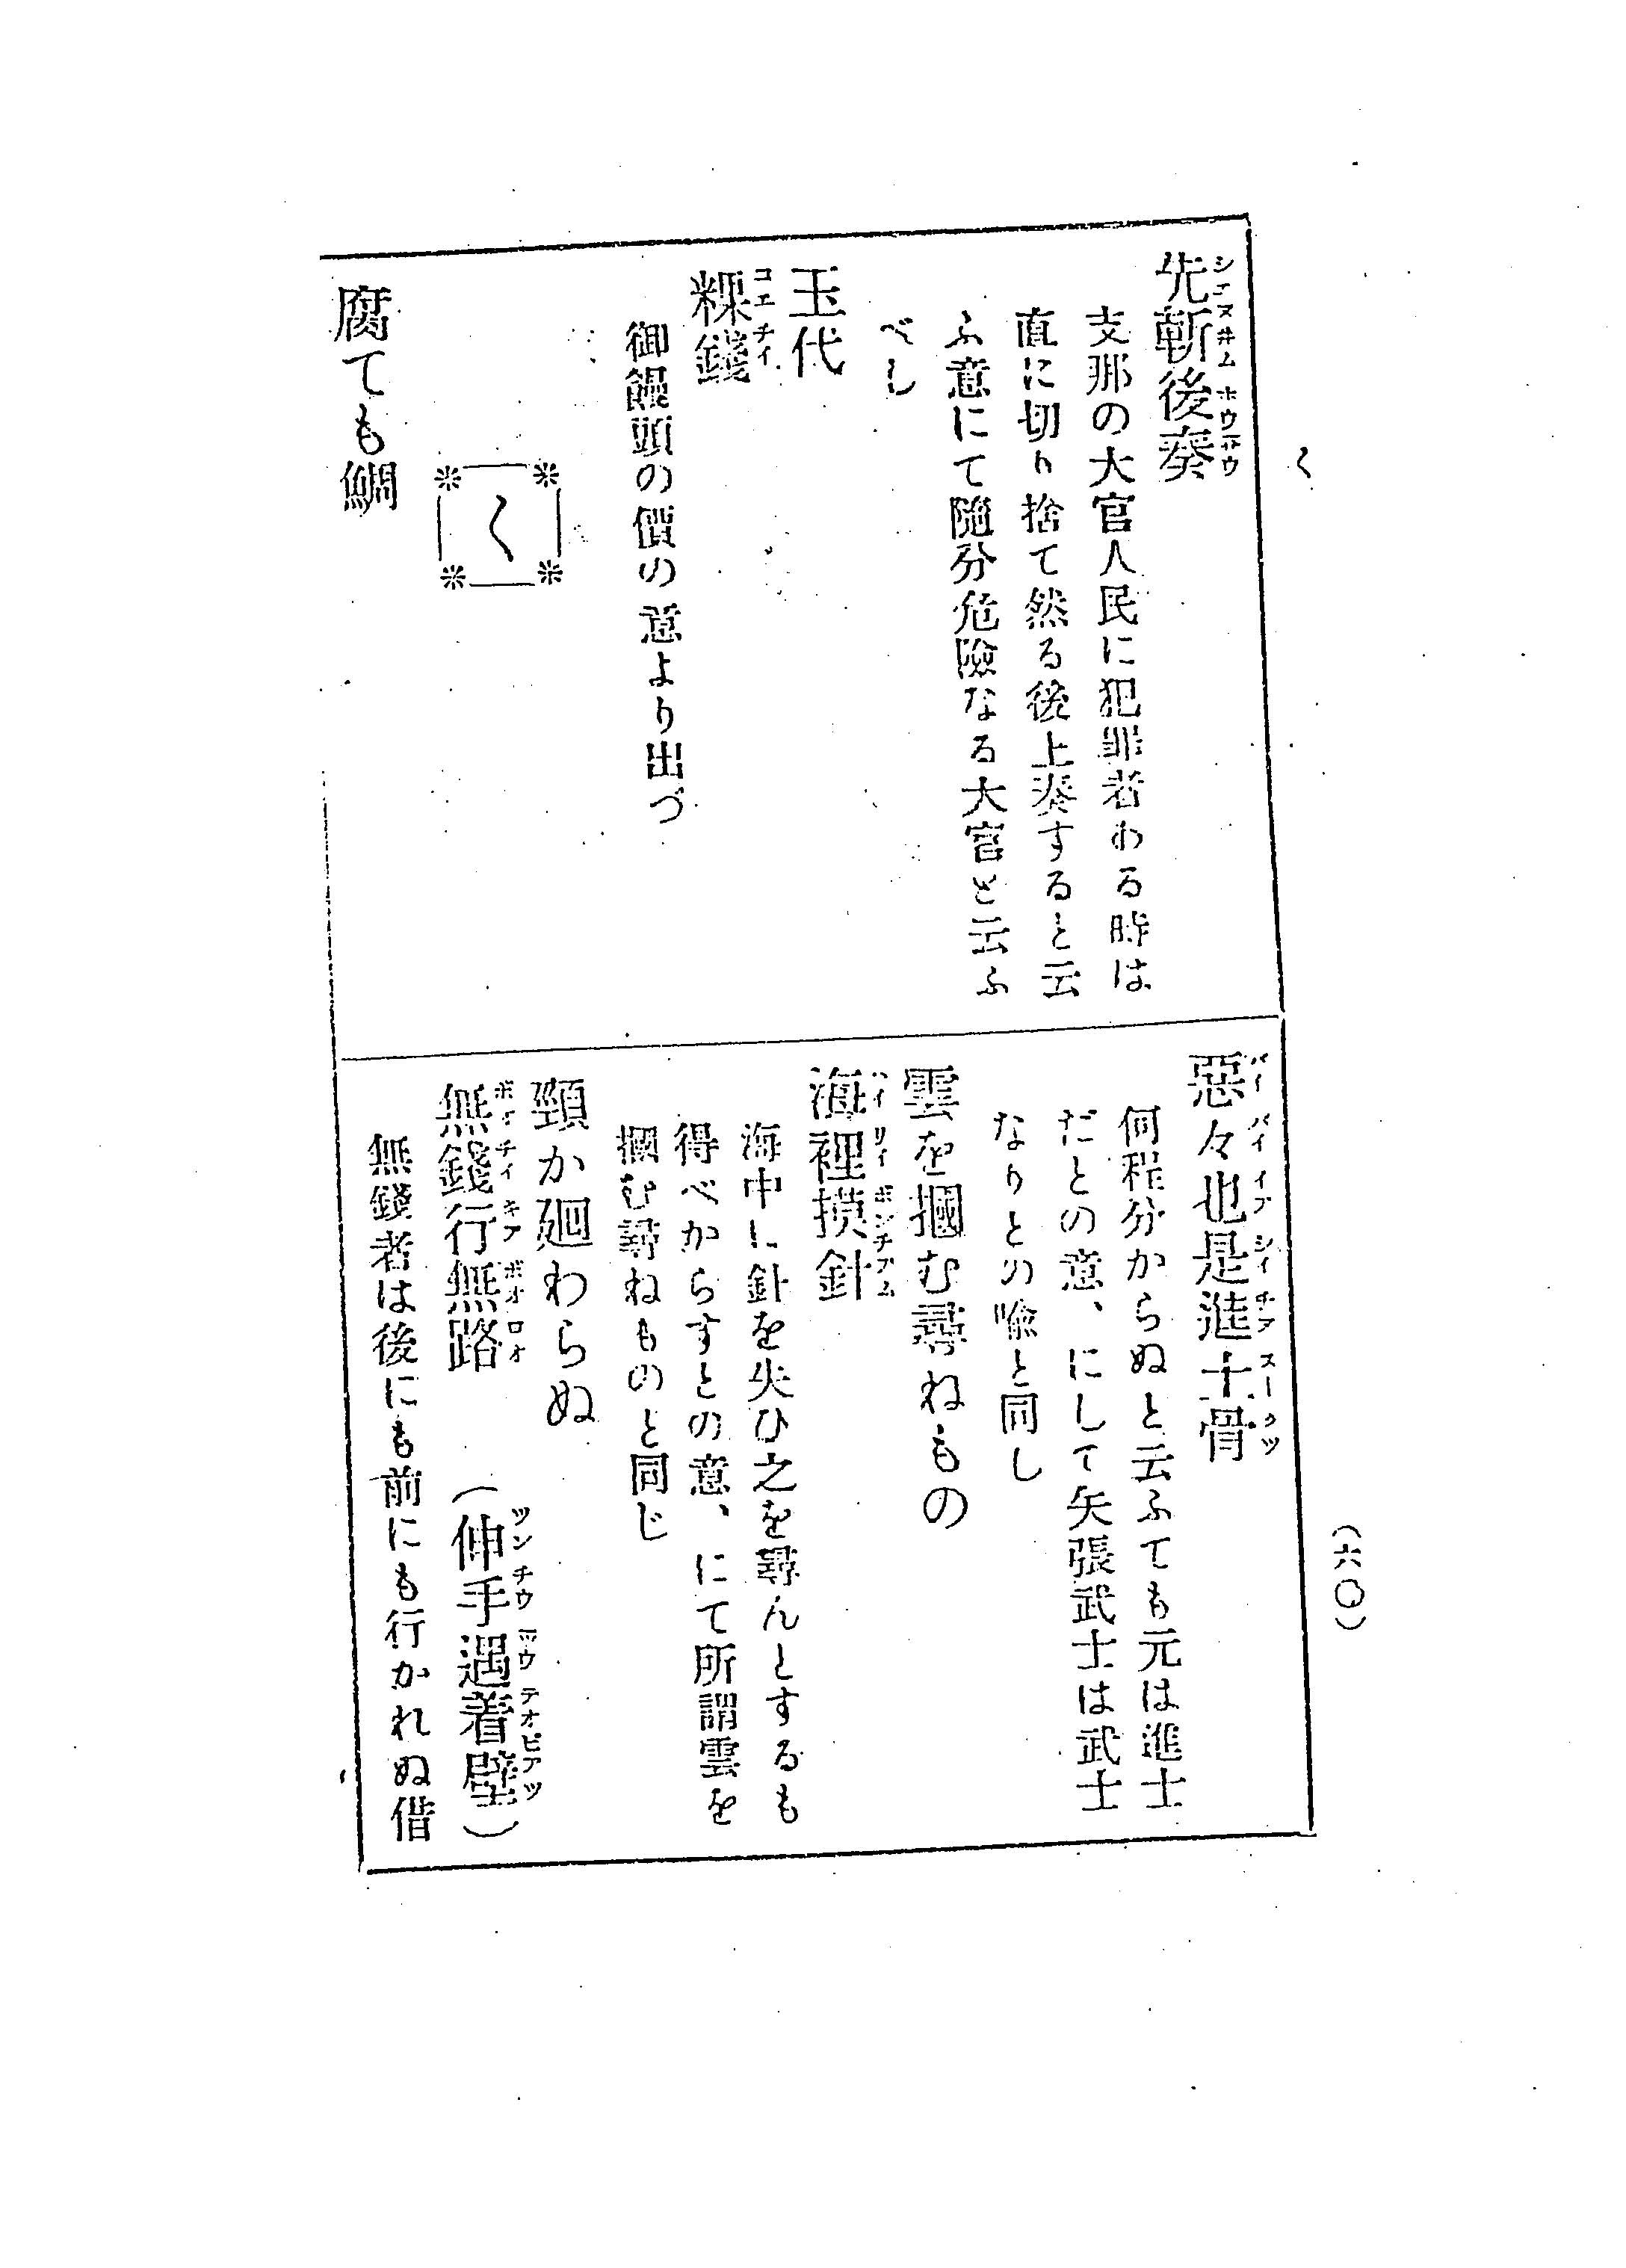 く
(六〇)
先斬後奏
支那の大官人民に犯罪者わる時は
直に切り捨て然る後上奏すると云
ふ意にて隨分危險なる大官と云ふ
べし
玉代
粿錢
コエチイ
御饅頭の價の意より出づ
く
腐ても鯛
惡々也是進士骨
何程分からぬと云ふても元は進士
だとの意、にして矢張武士は武士
なりとの喩と同し
雲を摑む尋ねもの
海裡摸針
海中に針を失ひ之を尋んとするも
得べからすとの意、にて所謂雲を
摑む尋ねものと同じ
頸か廻わらぬ
無錢行無路 (伸手遇着壁)
無錢者は後にも前にも行かれぬ借